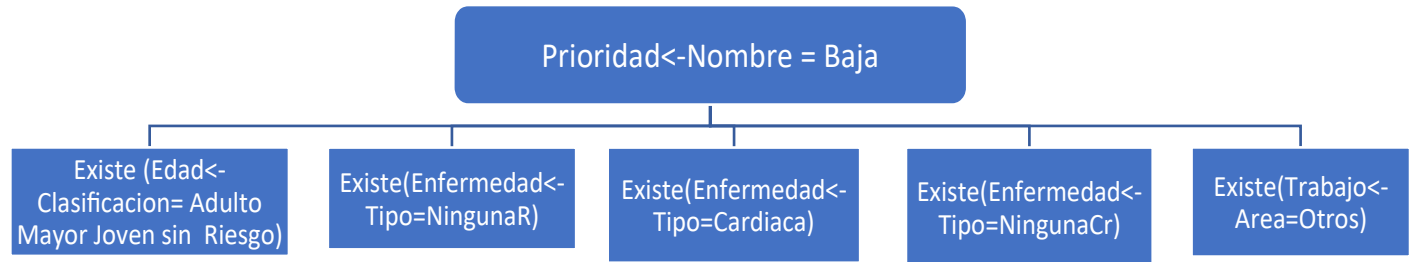 Prioridad<-Nombre = Baja
Existe (Edad<-
Clasificacion= Adulto
Mayor Joven sin  Riesgo)
Existe(Enfermedad<-
Tipo=NingunaR)
Existe(Enfermedad<-
Tipo=Cardiaca)
Existe(Enfermedad<-
Tipo=NingunaCr)
Existe(Trabajo<-
Area=Otros)